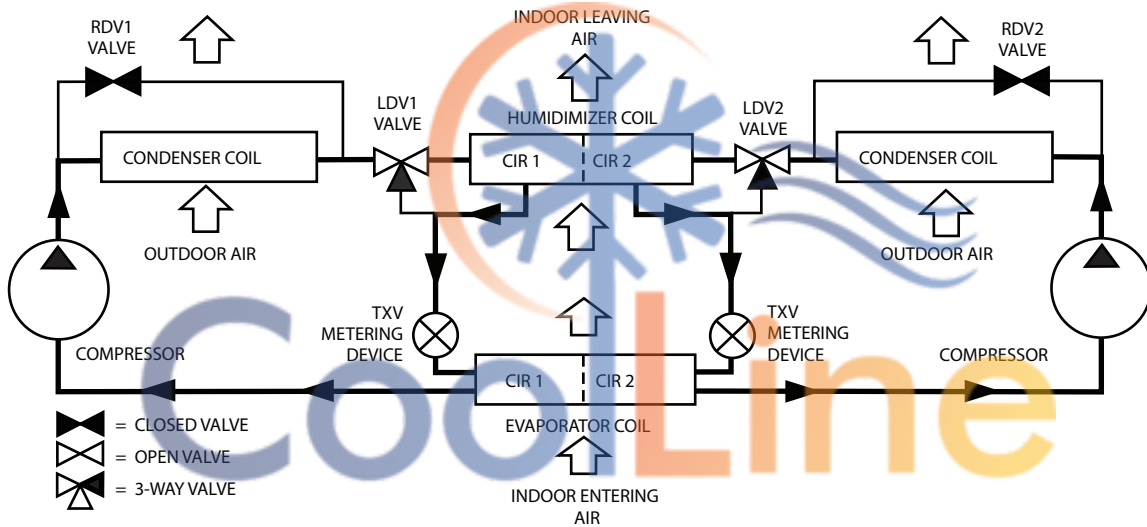 INDOOR LEAVING
AIR
RDV1
VALVE
RDV2
VALVE
LDV1
VALVE
HUMIDIMIZER COIL
LDV2
VALVE
CONDENSER COIL
CIR 1
CIR 2
CONDENSER COIL
OUTDOOR AIR
OUTDOOR AIR
TXV
METERING
DEVICE
TXV
METERING
DEVICE
COMPRESSOR
COMPRESSOR
CIR 1
CIR 2
EVAPORATOR COIL
CoolLine
= CLOSED VALVE
= OPEN VALVE
= 3-WAY VALVE
INDOOR ENTERING
AIR